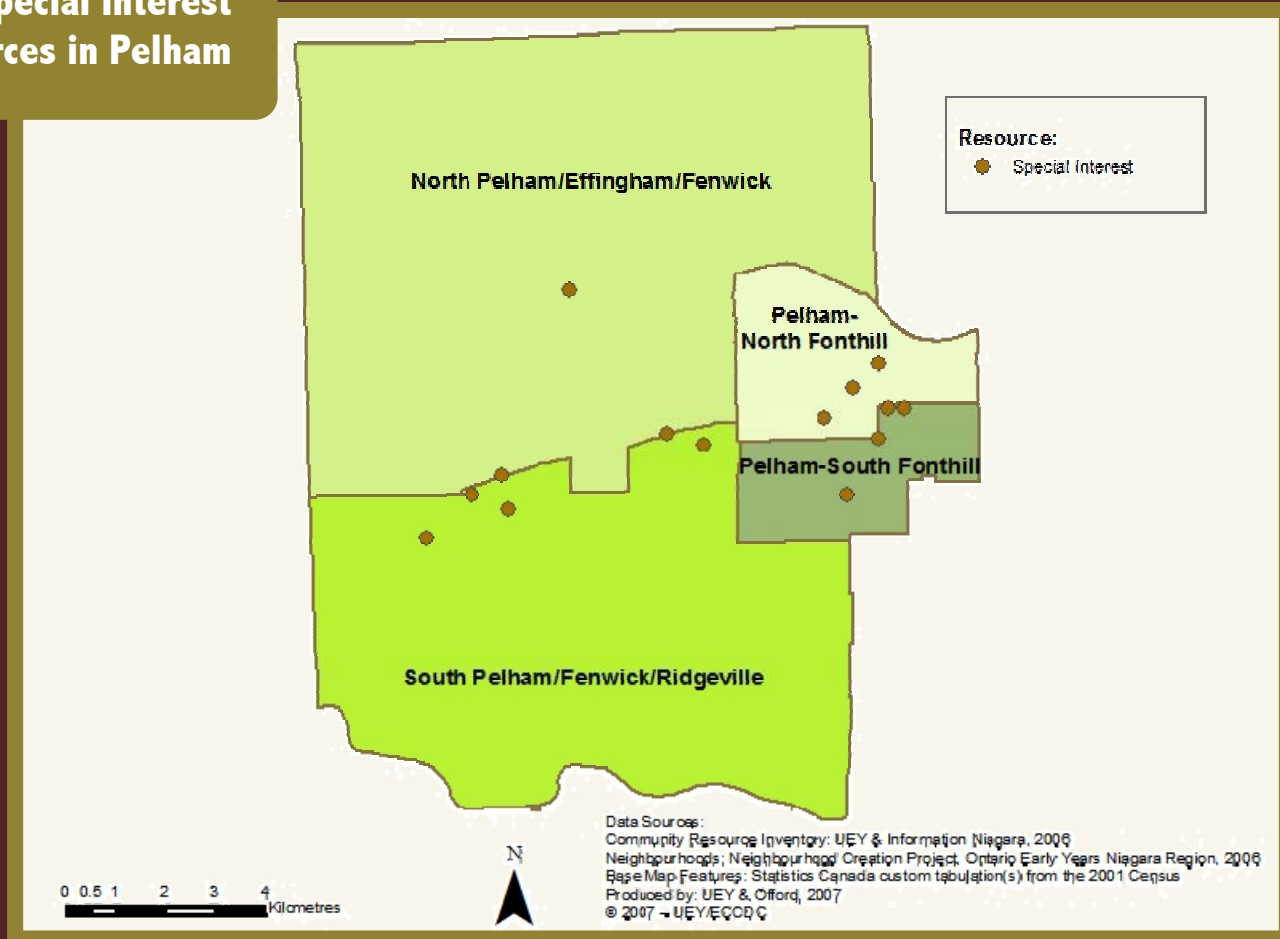 pecial Interest
rces in Pelham
Resource:
Special Interest
North Pelham/Effingham/Fenwick
Pelham-
North Fonthill
Pelham-South Fonthill
South Pelham/Fenwick/Ridgeville
Data Sources:
Community Resource Inventory: UEY & Information Niagara, 2006
Neighbourhoods; Neighbourhood Creation Project, Ontario Early Years Niagara Region, 2006
Base Map Features: Statistics Canada custom tabulation(s) from the 2001 Census
Produced by: UEY & Offord, 2007
© 2007 - UEY/ECCDC
N
0 0.5 1 2 3 4
Kilometres